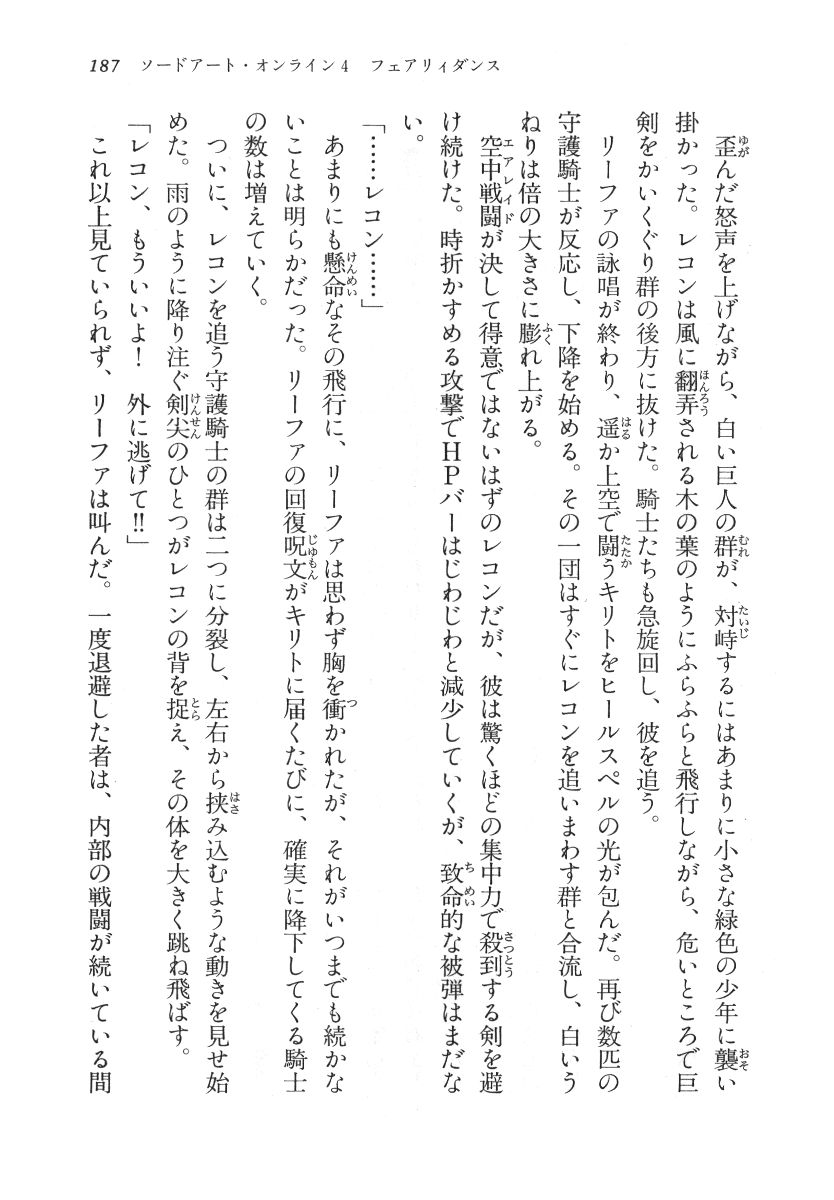 187　ソードアート・オンライン4　フェアリィダンス
　歪んだ怒声を上げながら、白い巨人の群が、対峙するにはあまりに小さな緑色の少年に襲い
掛かった。レコンは風に翻弄される木の葉のようにふらふらと飛行しながら、危いところで巨
剣をかいくぐり群の後方に抜けた。騎士たちも急旋回し、彼を追う。
　リーファの詠唱が終わり、遥か上空で闘うキリトをヒールスペルの光が包んだ。再び数匹の
守護騎士が反応し、下降を始める。その一団はすぐにレコンを追いまわす群と合流し、白いう
ねりは倍の大きさに膨れ上がる。
　空中戦闘が決して得意ではないはずのレコンだが、彼は驚くほどの集中力で殺到する剣を避
け続けた。時折かすめる攻撃でHPバーはじわじわと減少していくが、致命的な被弾はまだな
い。
「……レコン……」
　あまりにも懸命なその飛行に、リーファは思わず胸を衝かれたが、それがいつまでも続かな
いことは明らかだった。リーファの回復呪文がキリトに届くたびに、確実に降下してくる騎士
の数は増えていく。
　ついに、レコンを追う守護騎士の群は二つに分裂し、左右から挟み込むような動きを見せ始
めた。雨のように降り注ぐ剣尖のひとつがレコンの背を捉え、その体を大きく跳ね飛ばす。
「レコン、もういいよ！　外に逃げて!!」
　これ以上見ていられず、リーファは叫んだ。一度退避した者は、内部の戦闘が続いている間